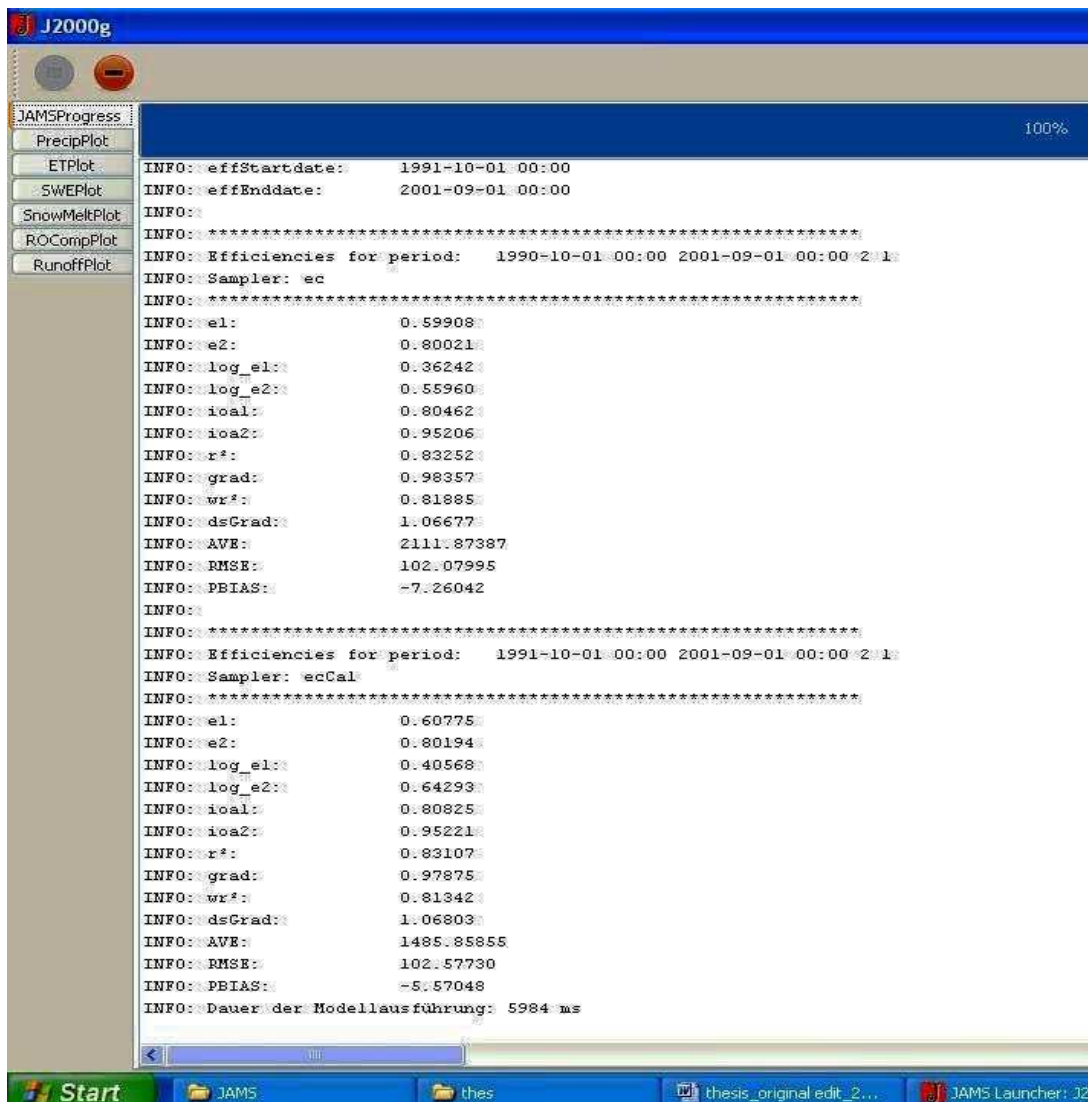 J2000g
JAMSProgress
PrecipPlot
ETPlot
SWEPlot
SnowMeltPlot
ROCompPlot
RunoffPlot
100%
INFO: effStartdate: 1991-10-01 00:00
INFO: effEnddate: 2001-09-01 00:00
INFO:
INFO: **************************************************************
INFO: Efficiencies for period: 1990-10-01 00:00 2001-09-01 00:00 2 1
INFO: Sampler: ec
INFO: **************************************************************
INFO: e1: 0.59908
INFO: e2: 0.80021
INFO: log_e1: 0.36242
INFO: log_e2: 0.55960
INFO: ioa1: 0.80462
INFO: ioa2: 0.95206
INFO: r²: 0.83252
INFO: grad: 0.98357
INFO: wr²: 0.81885
INFO: dsGrad: 1.06677
INFO: AVE: 2111.87387
INFO: RMSE: 102.07995
INFO: PBIAS: -7.26042
INFO:
INFO: **************************************************************
INFO: Efficiencies for period: 1991-10-01 00:00 2001-09-01 00:00 2 1
INFO: Sampler: ecCal
INFO: **************************************************************
INFO: e1: 0.60775
INFO: e2: 0.80194
INFO: log_e1: 0.40568
INFO: log_e2: 0.64293
INFO: ioa1: 0.80825
INFO: ioa2: 0.95221
INFO: r²: 0.83107
INFO: grad: 0.97875
INFO: wr²: 0.81342
INFO: dsGrad: 1.06803
INFO: AVE: 1485.85855
INFO: RMSE: 102.57730
INFO: PBIAS: -5.57048
INFO: Dauer der Modellausführung: 5984 ms
Start JAMS thes thesis_original edit_2... JAMS Launcher: J2